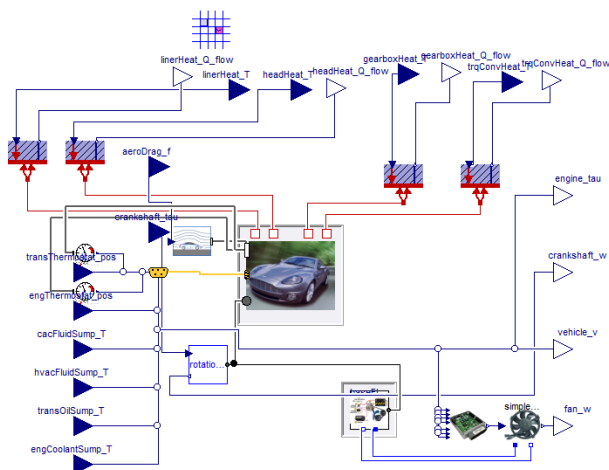 linerHeat_Q_flow
linerHeat_T
headHeat_T
headHeat_Q_flow
gearboxHeat_T
gearboxHeat_Q_flow
trqConvHeat_T
trqConvHeat_Q_flow
aeroDrag_f
engine_tau
crankshaft_tau
crankshaft_w
transThermostat_pos
engThermostat_pos
cacFluidSump_T
vehicle_v
rotatio...
hvacFluidSump_T
transOilSump_T
simple...
fan_w
engCoolantSump_T